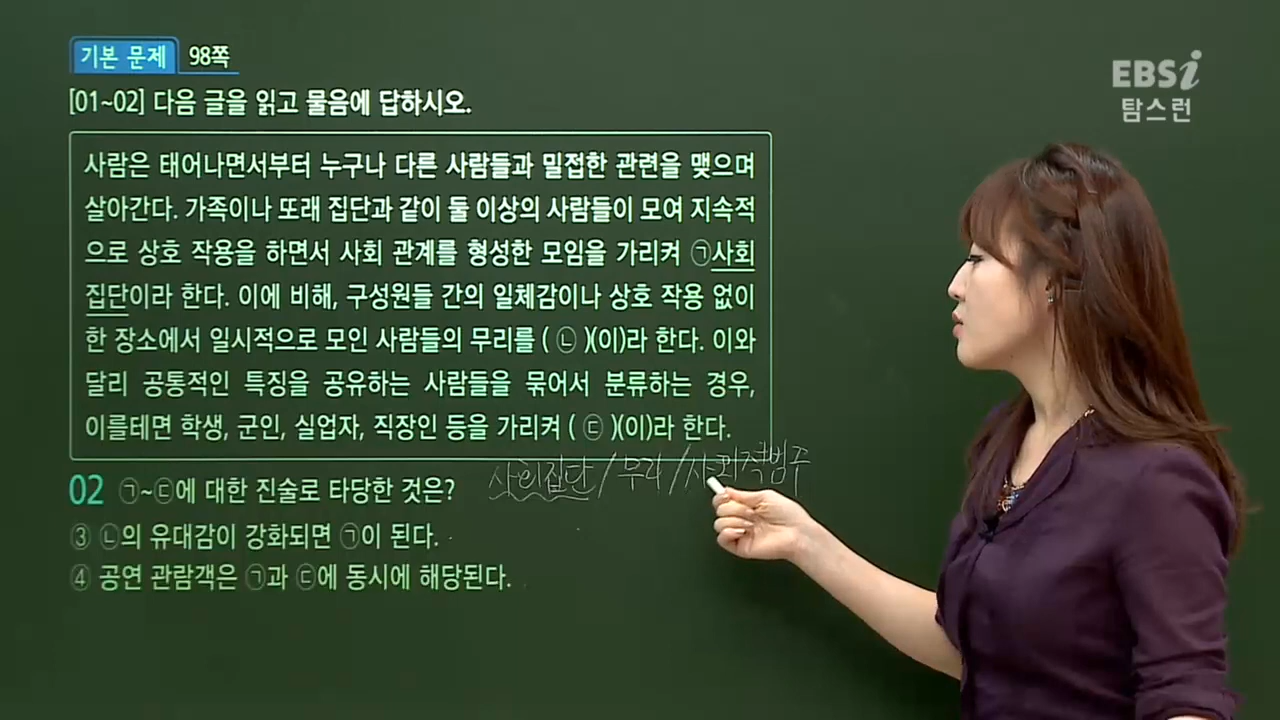 기본 문제 98쪽
EBSi
탐스런
[01~02] 다음 글을 읽고 물음에 답하시오.
사람은 태어나면서부터 누구나 다른 사람들과 밀접한 관련을 맺으며
살아간다. 가족이나 또래 집단과 같이 둘 이상의 사람들이 모여 지속적
으로 상호 작용을 하면서 사회 관계를 형성한 모임을 가리켜 ㉠사회
집단이라 한다. 이에 비해, 구성원들 간의 일체감이나 상호 작용 없이
한 장소에서 일시적으로 모인 사람들의 무리를 ( ㉡ )(이)라 한다. 이와
달리 공통적인 특징을 공유하는 사람들을 묶어서 분류하는 경우,
이를테면 학생, 군인, 실업자, 직장인 등을 가리켜 ( ㉢ )(이)라 한다.
사회집단 / 무리 / 사회적범주
02 ㉠~㉢에 대한 진술로 타당한 것은?
③ ㉡의 유대감이 강화되면 ㉠이 된다.
④ 공연 관람객은 ㉠과 ㉢에 동시에 해당된다.